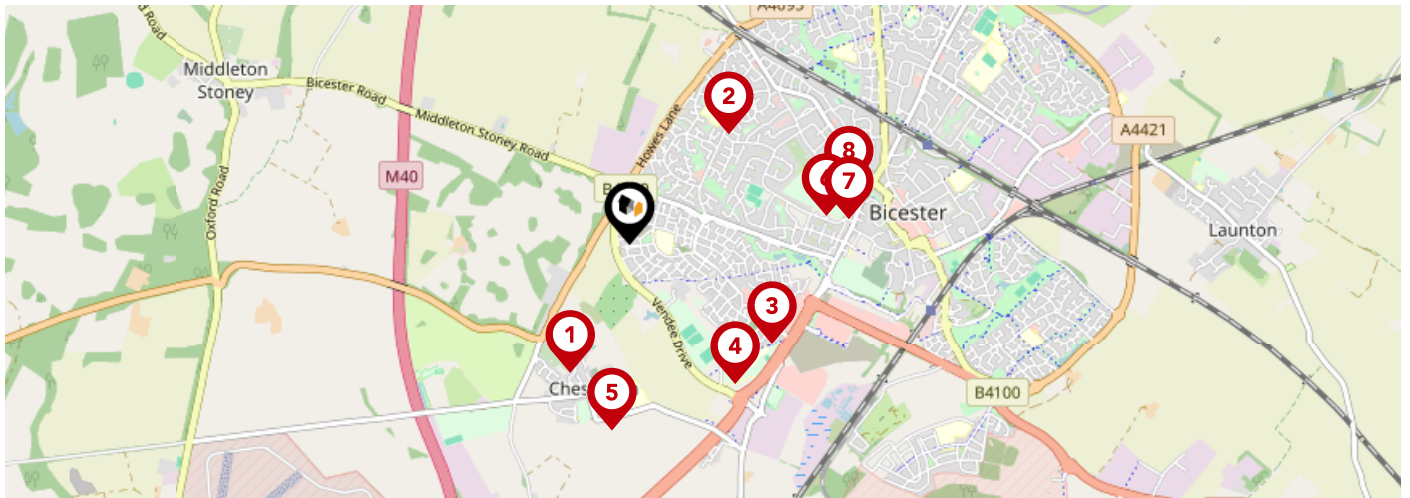 A4095
Middleton
Stoney
Bicester Road
Middleton Stoney Road
Howes Lane
2
A4421
8
M40
7
Oxford Road
Bicester
Launton
Vendee Drive
3
1
4
5
B4100